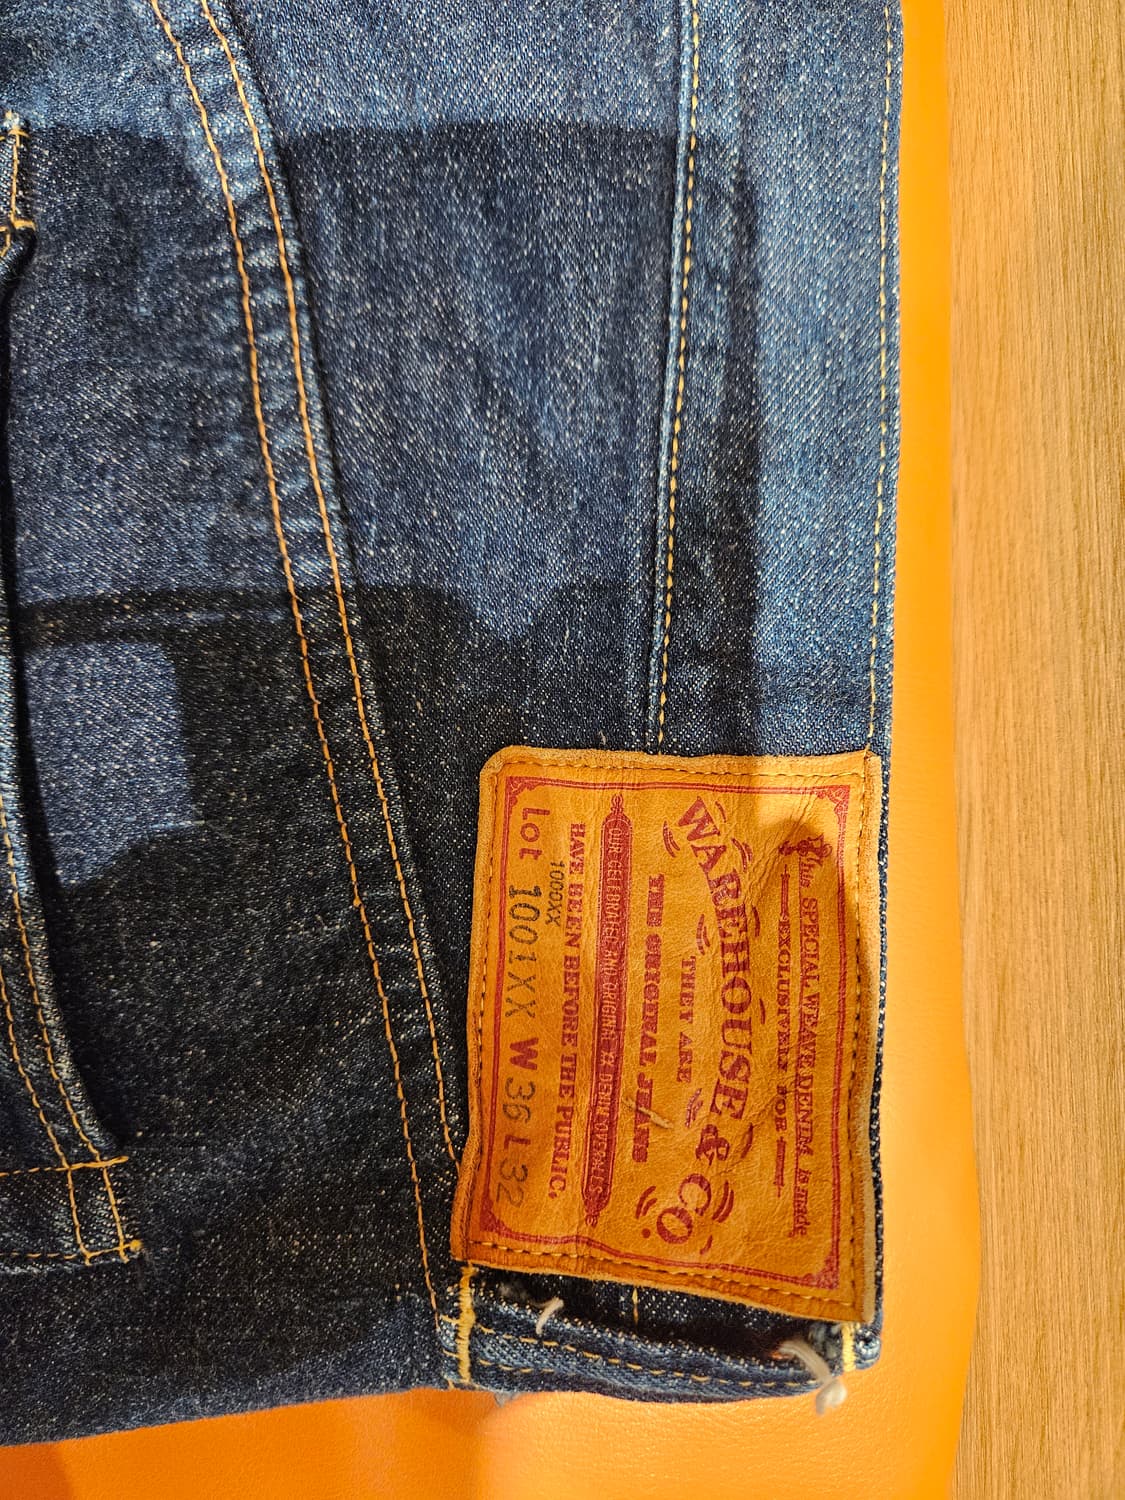 This SPECIAL WEAVE DENIM is made
EXCLUSIVELY FOR
WAREHOUSE & CO.
THEY ARE
THE ORIGINAL JEANS
OUR CELEBRATED AND ORIGINAL XX DENIM OVERALLS
HAVE BEEN BEFORE THE PUBLIC.
1000XX
Lot 1001XX W 36 L 32